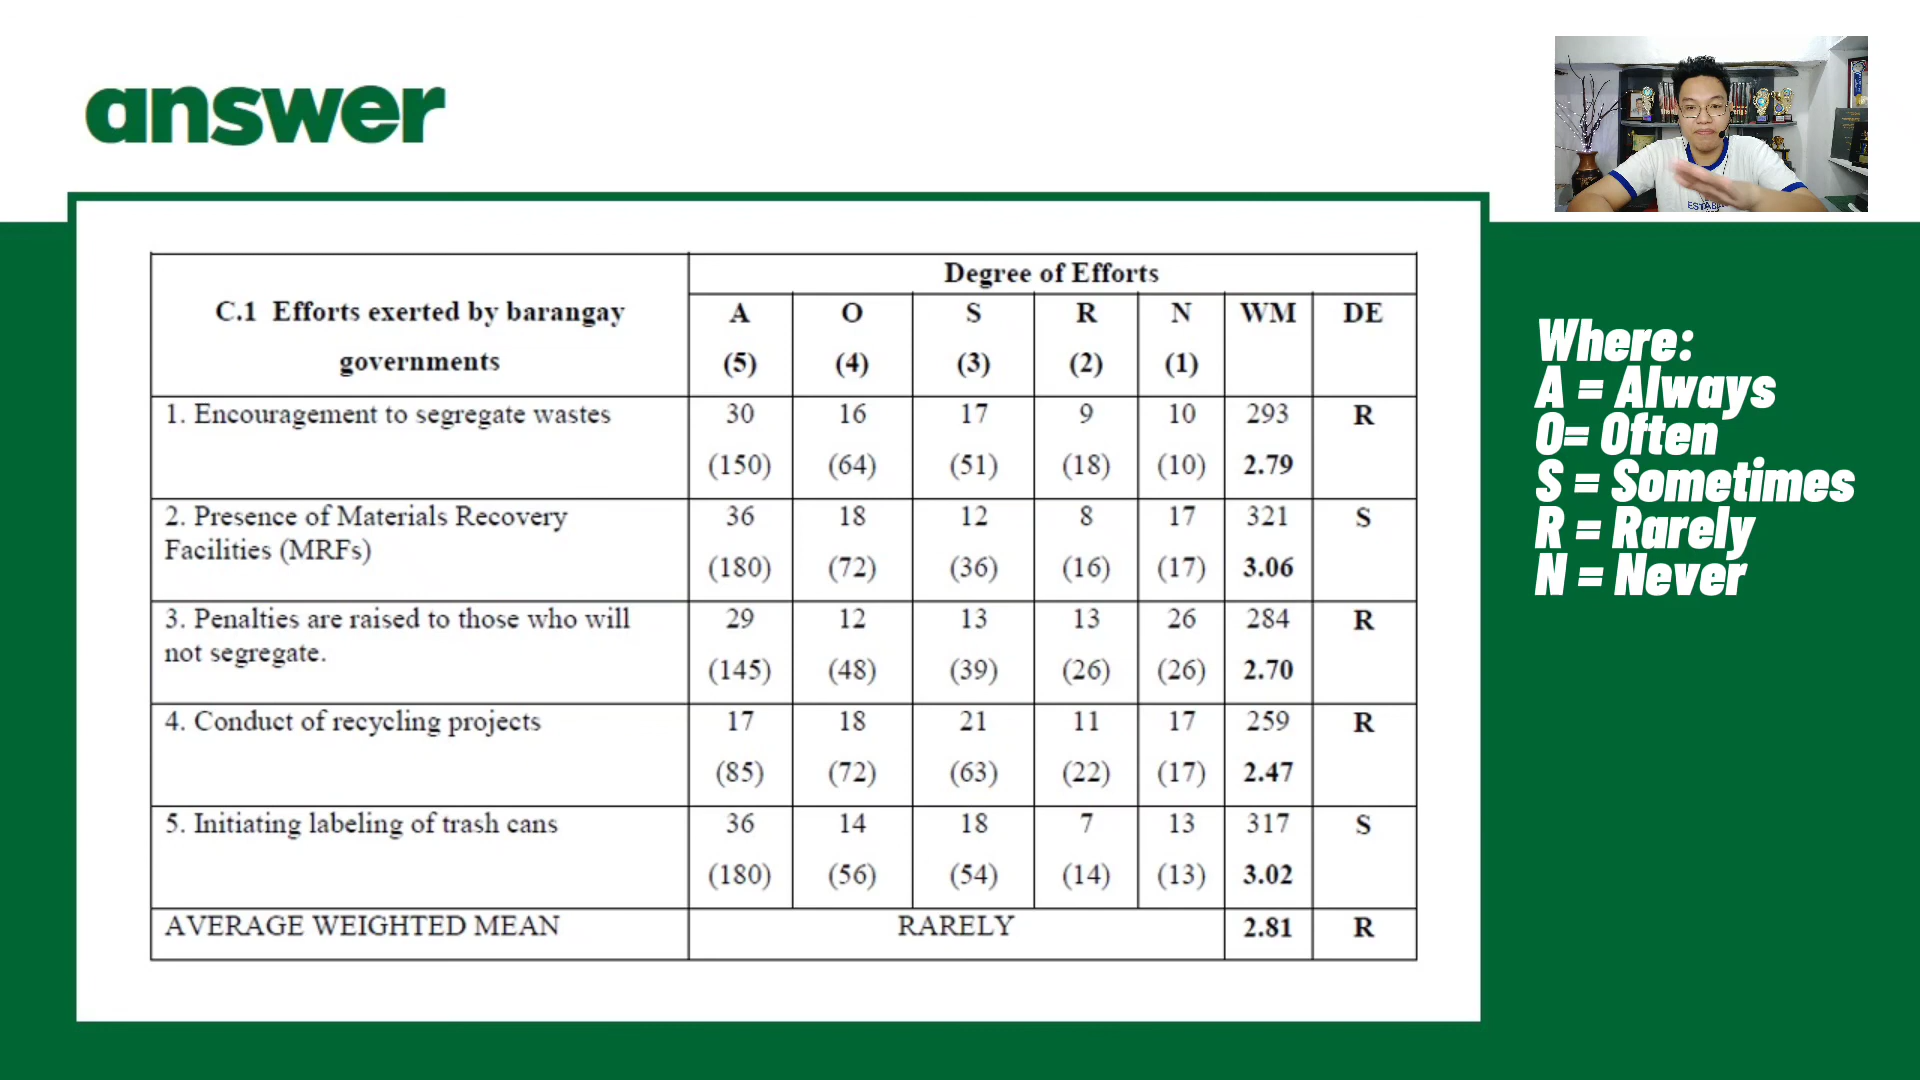 answer
ESTAB
Degree of Efforts
C.1 Efforts exerted by barangay
governments
A O S R N WM DE
(5) (4) (3) (2) (1)
1. Encouragement to segregate wastes 30 16 17 9 10 293 R
(150) (64) (51) (18) (10) 2.79
2. Presence of Materials Recovery 36 18 12 8 17 321 S
Facilities (MRFs)
(180) (72) (36) (16) (17) 3.06
3. Penalties are raised to those who will 29 12 13 13 26 284 R
not segregate.
(145) (48) (39) (26) (26) 2.70
4. Conduct of recycling projects 17 18 21 11 17 259 R
(85) (72) (63) (22) (17) 2.47
5. Initiating labeling of trash cans 36 14 18 7 13 317 S
(180) (56) (54) (14) (13) 3.02
AVERAGE WEIGHTED MEAN RARELY 2.81 R
Where:
A = Always
O= Often
S = Sometimes
R = Rarely
N = Never